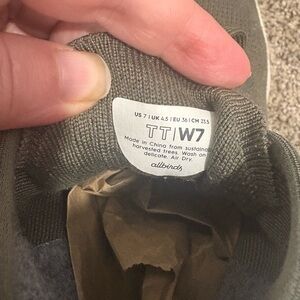 US 7 | UK 4.5 | EU 36 | CM 23.5
TT|W7
Made in China from
harvested trees. Wash on
delicate. Air Dry.
allbirds